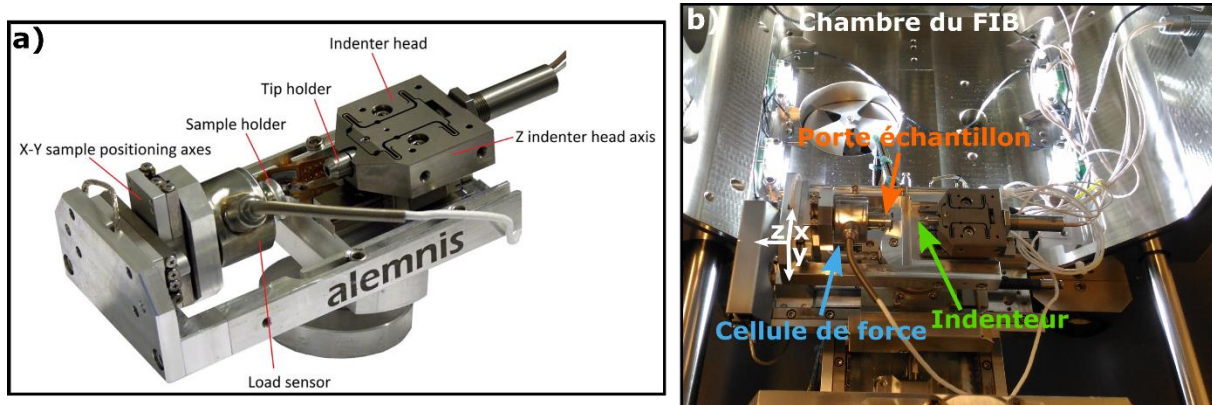 a)
Indenter head
Tip holder
Sample holder
X-Y sample positioning axes
Z indenter head axis
alemnis
Load sensor
b)
Chambre du FIB
Porte échantillon
z
x
y
Cellule de force
Indenteur